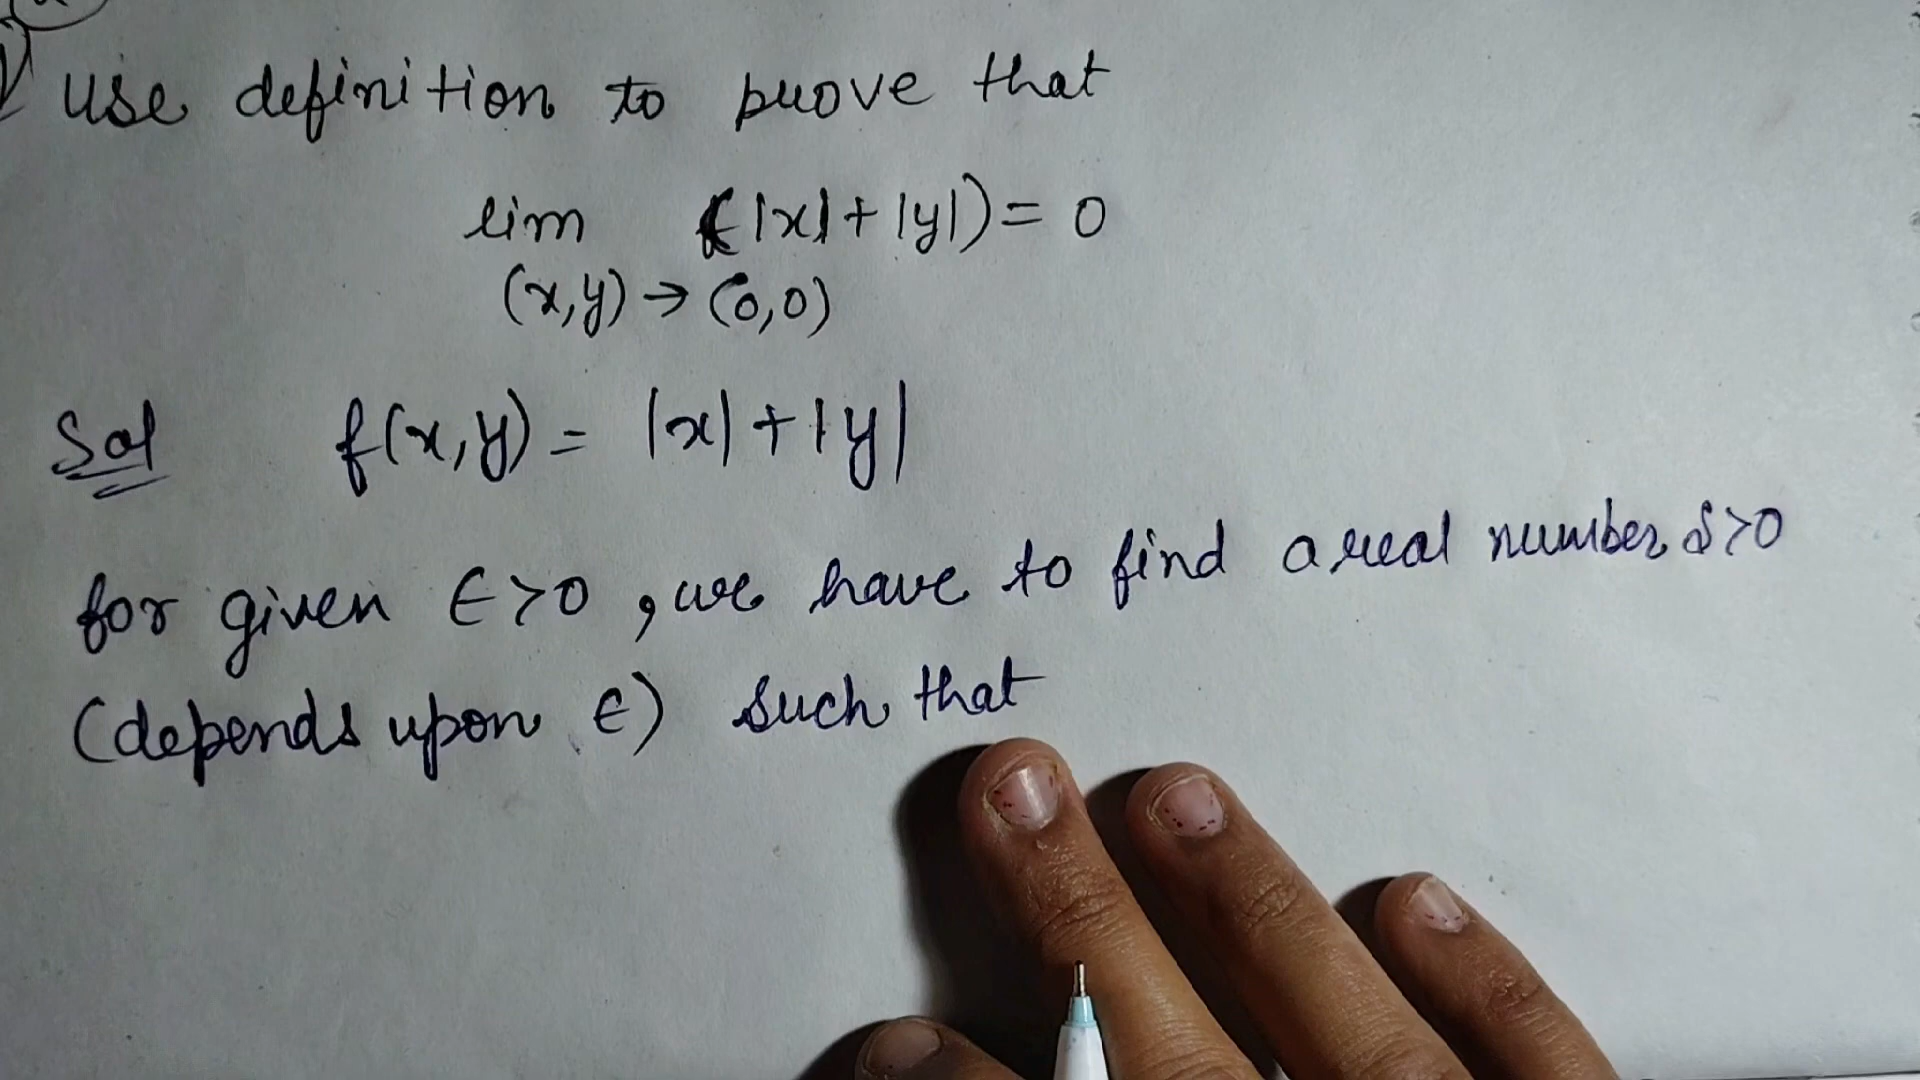 Use definition to prove that
lim (|x|+|y|) = 0
(x,y) → (0,0)
Sol f(x,y) = |x|+|y|
for given ϵ>0, we have to find a real number δ>0
(depends upon ϵ) such that